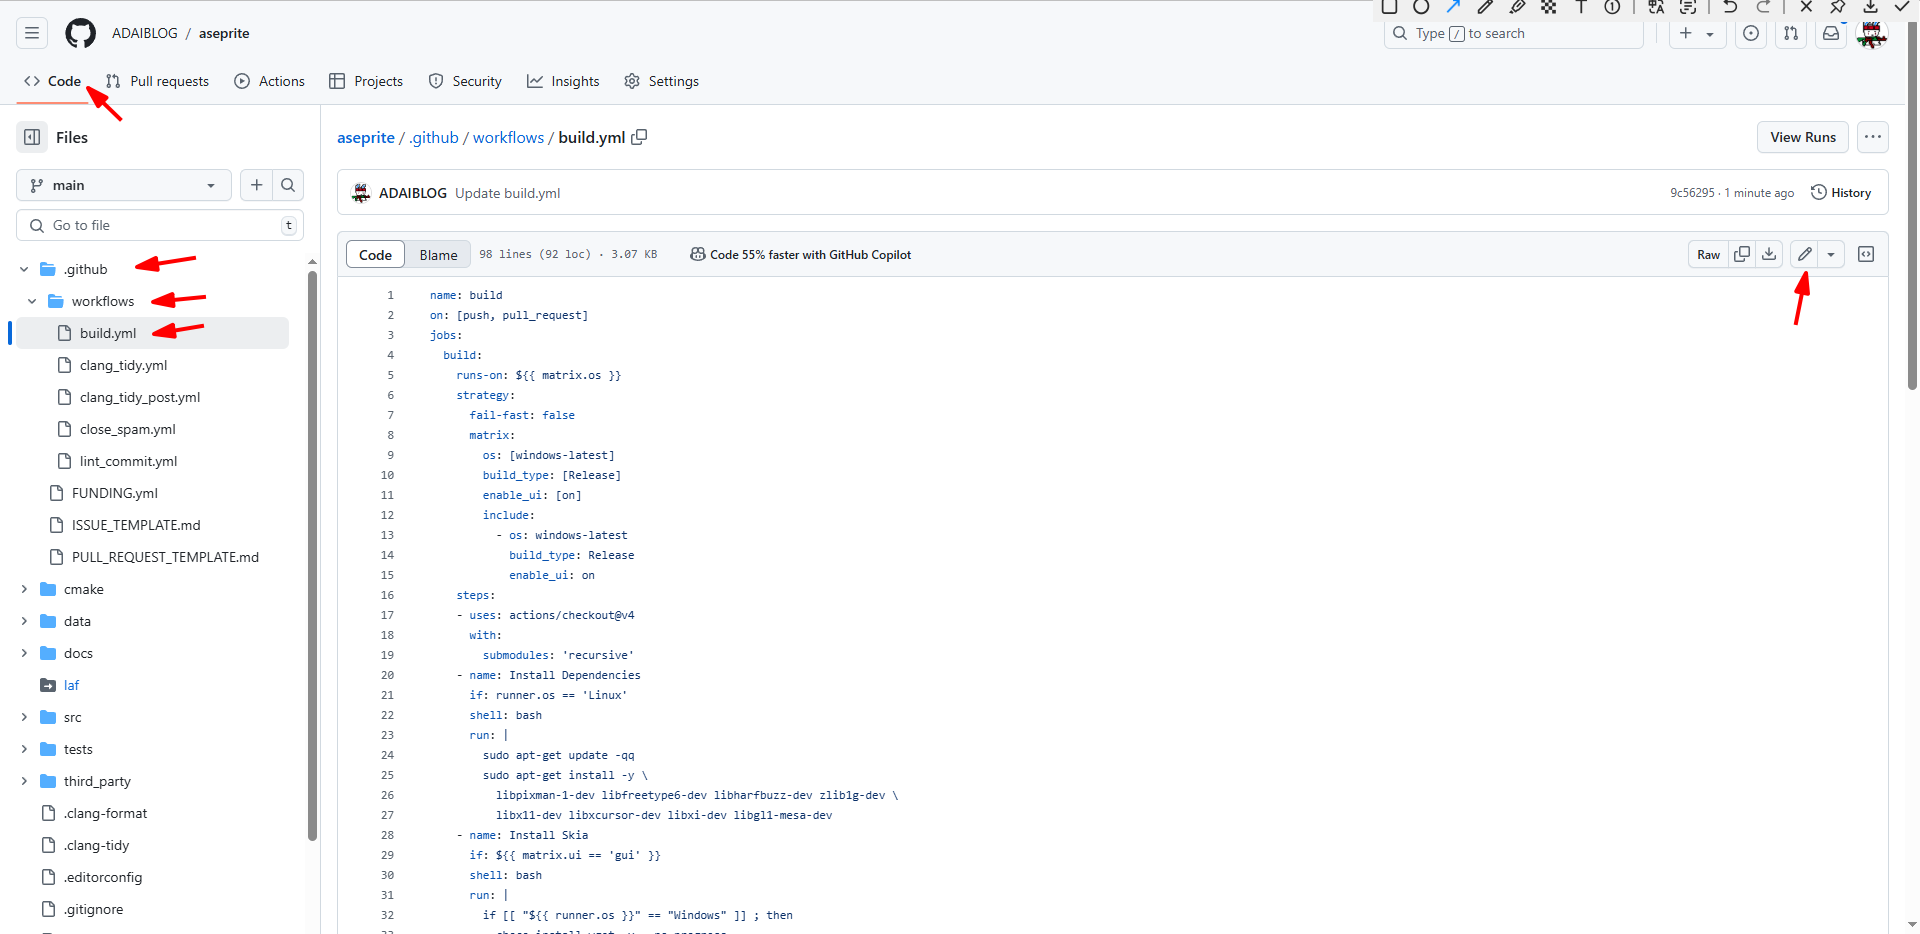 ADAIBLOG / aseprite
Type / to search
Code
Pull requests
Actions
Projects
Security
Insights
Settings
Files
main
Go to file
t
.github
workflows
build.yml
clang_tidy.yml
clang_tidy_post.yml
close_spam.yml
lint_commit.yml
FUNDING.yml
ISSUE_TEMPLATE.md
PULL_REQUEST_TEMPLATE.md
cmake
data
docs
laf
src
tests
third_party
.clang-format
.clang-tidy
.editorconfig
.gitignore
aseprite / .github / workflows / build.yml
View Runs
ADAIBLOG Update build.yml
9c56295 · 1 minute ago
History
Code
Blame
98 lines (92 loc) · 3.07 KB
Code 55% faster with GitHub Copilot
Raw
1 name: build
2 on: [push, pull_request]
3 jobs:
4 build:
5 runs-on: ${{ matrix.os }}
6 strategy:
7 fail-fast: false
8 matrix:
9 os: [windows-latest]
10 build_type: [Release]
11 enable_ui: [on]
12 include:
13 - os: windows-latest
14 build_type: Release
15 enable_ui: on
16 steps:
17 - uses: actions/checkout@v4
18 with:
19 submodules: 'recursive'
20 - name: Install Dependencies
21 if: runner.os == 'Linux'
22 shell: bash
23 run: |
24 sudo apt-get update -qq
25 sudo apt-get install -y \
26 libpixman-1-dev libfreetype6-dev libharfbuzz-dev zlib1g-dev \
27 libx11-dev libxcursor-dev libxi-dev libgl1-mesa-dev
28 - name: Install Skia
29 if: ${{ matrix.ui == 'gui' }}
30 shell: bash
31 run: |
32 if [[ "${{ runner.os }}" == "Windows" ]] ; then